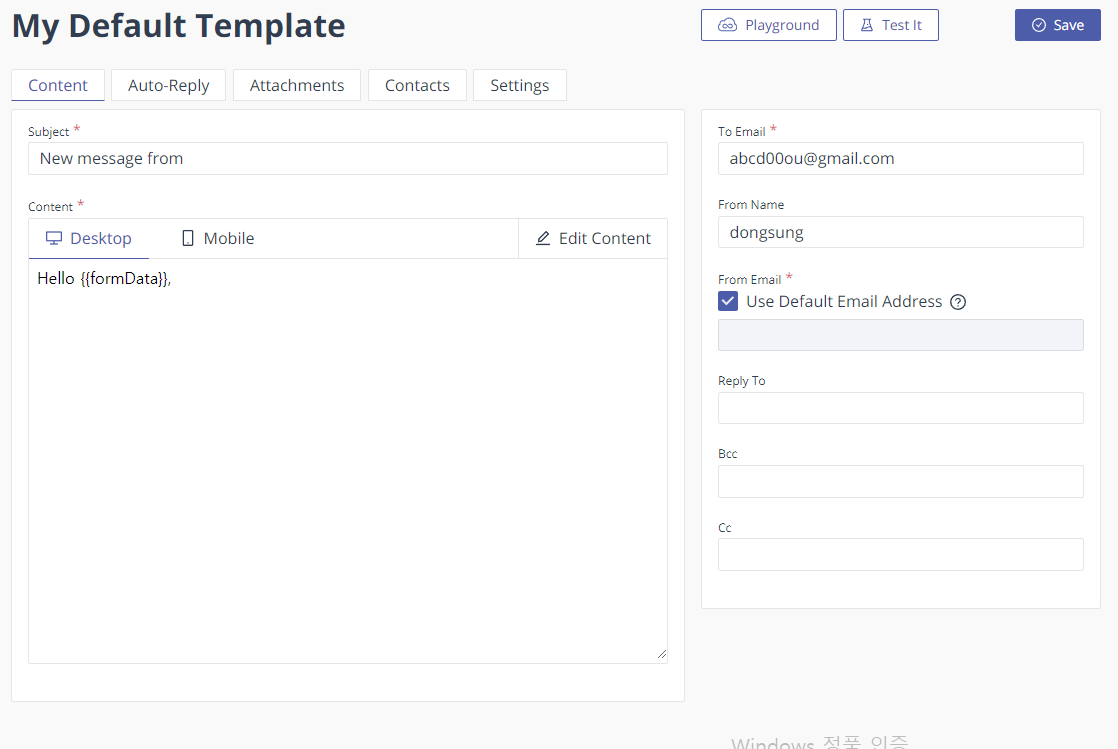 My Default Template
Playground
Test It
Save
Content
Auto-Reply
Attachments
Contacts
Settings
Subject *
New message from
Content *
Desktop
Mobile
Edit Content
Hello {{formData}},
To Email *
abcd00ou@gmail.com
From Name
dongsung
From Email *
Use Default Email Address
Reply To
Bcc
Cc
Windows 정품 인증